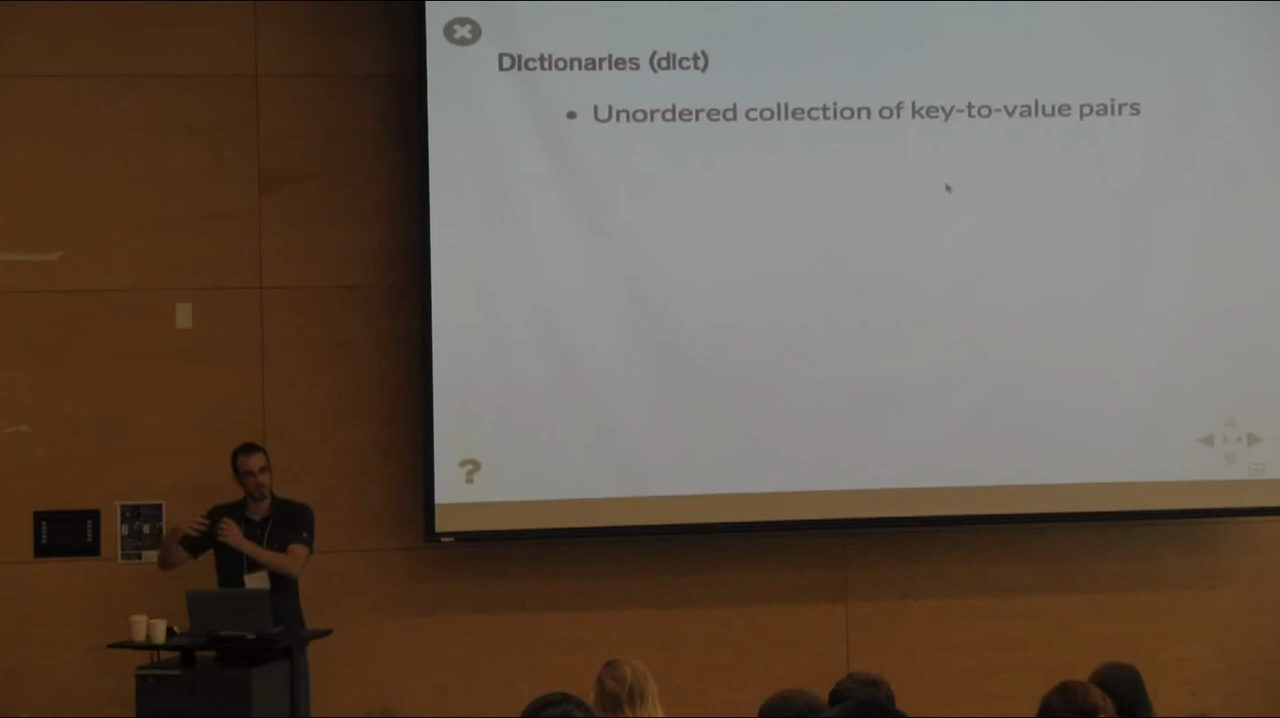 Dictionaries (dict)
• Unordered collection of key-to-value pairs
?